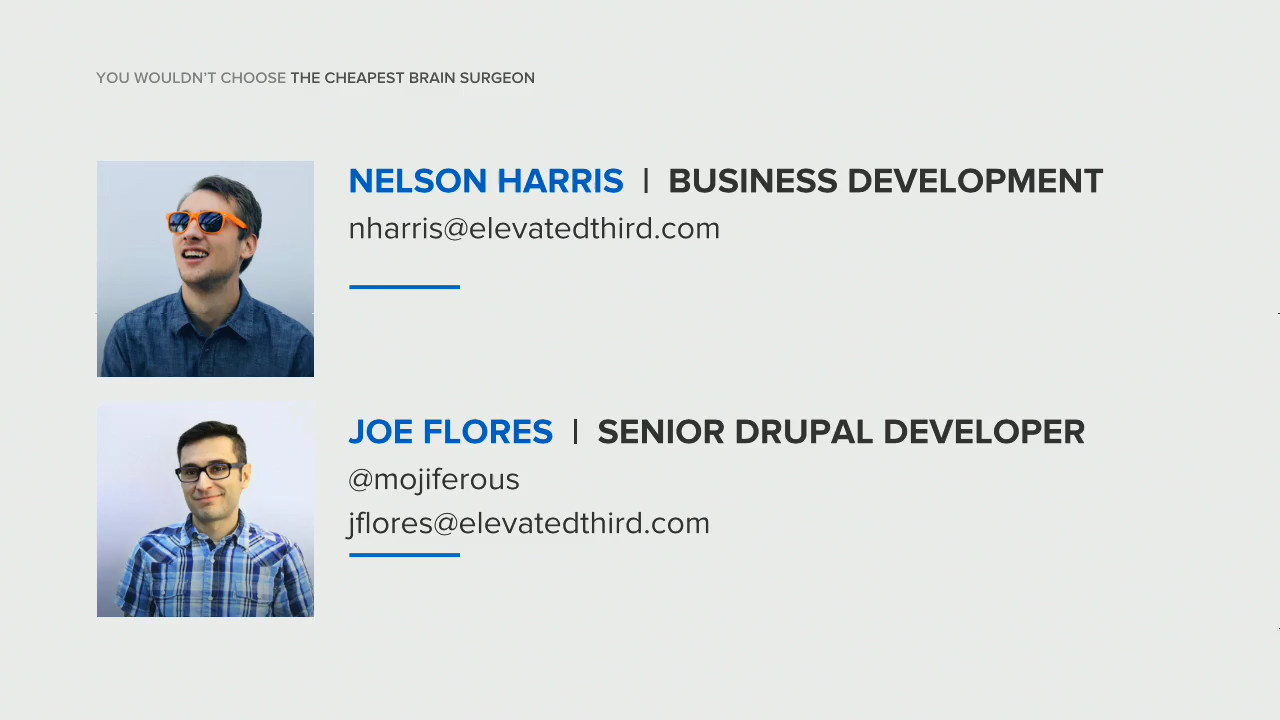 YOU WOULDN'T CHOOSE THE CHEAPEST BRAIN SURGEON
NELSON HARRIS | BUSINESS DEVELOPMENT
nharris@elevatedthird.com
JOE FLORES | SENIOR DRUPAL DEVELOPER
@mojiferous
jflores@elevatedthird.com